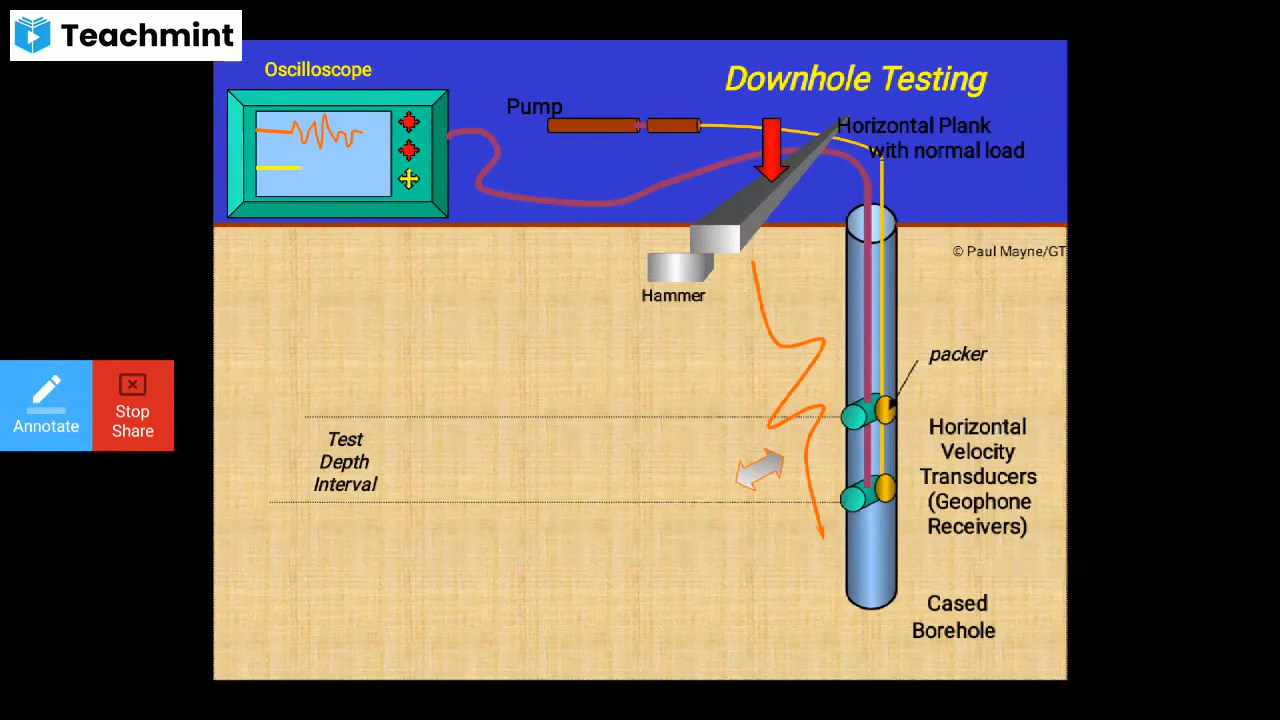 Teachmint
Oscilloscope
Downhole Testing
Pump
Horizontal Plank
with normal load
© Paul Mayne/GT
Hammer
packer
Annotate
Stop
Share
Test
Depth
Interval
Horizontal
Velocity
Transducers
(Geophone
Receivers)
Cased
Borehole